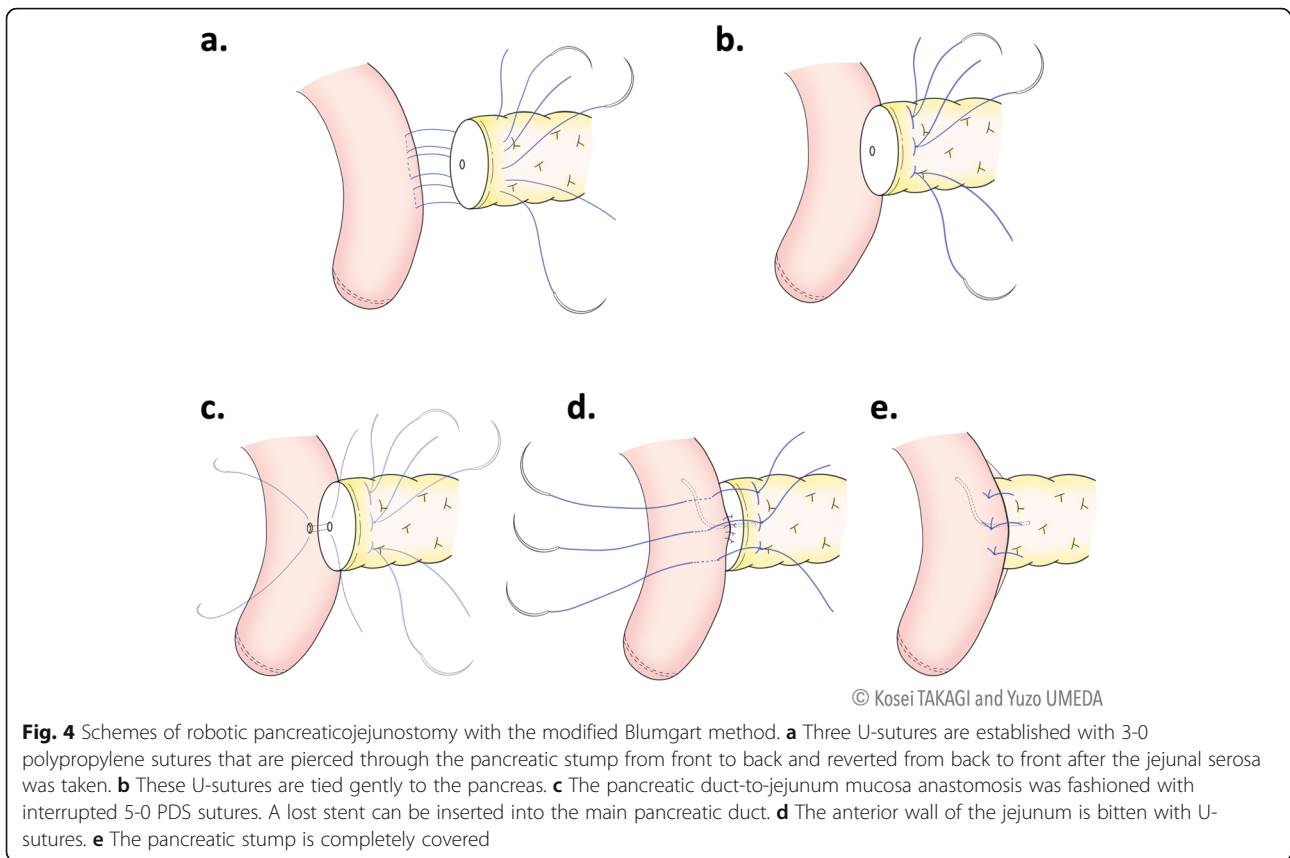 a.
b.
c.
d.
e.
© Kosei TAKAGI and Yuzo UMEDA
Fig. 4 Schemes of robotic pancreaticojejunostomy with the modified Blumgart method. a Three U-sutures are established with 3-0
polypropylene sutures that are pierced through the pancreatic stump from front to back and reverted from back to front after the jejunal serosa
was taken. b These U-sutures are tied gently to the pancreas. c The pancreatic duct-to-jejunum mucosa anastomosis was fashioned with
interrupted 5-0 PDS sutures. A lost stent can be inserted into the main pancreatic duct. d The anterior wall of the jejunum is bitten with U-
sutures. e The pancreatic stump is completely covered